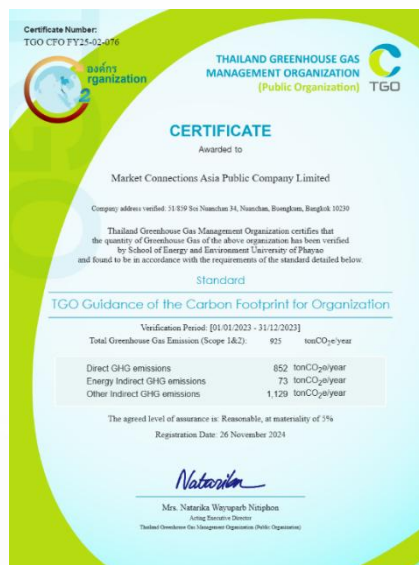 Certificate Number:
TGO CFO FY25-02-076
องค์กร
rganization
2
THAILAND GREENHOUSE GAS
MANAGEMENT ORGANIZATION
(Public Organization)
TGO
CERTIFICATE
Awarded to
Market Connections Asia Public Company Limited
Company address verified: 51/859 Soi Nuanchan 34, Nuanchan, Boengkum, Bangkok 10230
Thailand Greenhouse Gas Management Organization certifies that
the quantity of Greenhouse Gas of the above organization has been verified
by School of Energy and Environment University of Phayao
and found to be in accordance with the requirements of the standard detailed below.
Standard
TGO Guidance of the Carbon Footprint for Organization
Verification Period: [01/01/2023 - 31/12/2023]
Total Greenhouse Gas Emission (Scope 1&2): 925 tonCO₂e/year
Direct GHG emissions 852 tonCO₂e/year
Energy Indirect GHG emissions 73 tonCO₂e/year
Other Indirect GHG emissions 1,129 tonCO₂e/year
The agreed level of assurance is: Reasonable, at materiality of 5%
Registration Date: 26 November 2024
Natarika
Mrs. Natarika Wayuparb Nitiphon
Acting Executive Director
Thailand Greenhouse Gas Management Organization (Public Organization)